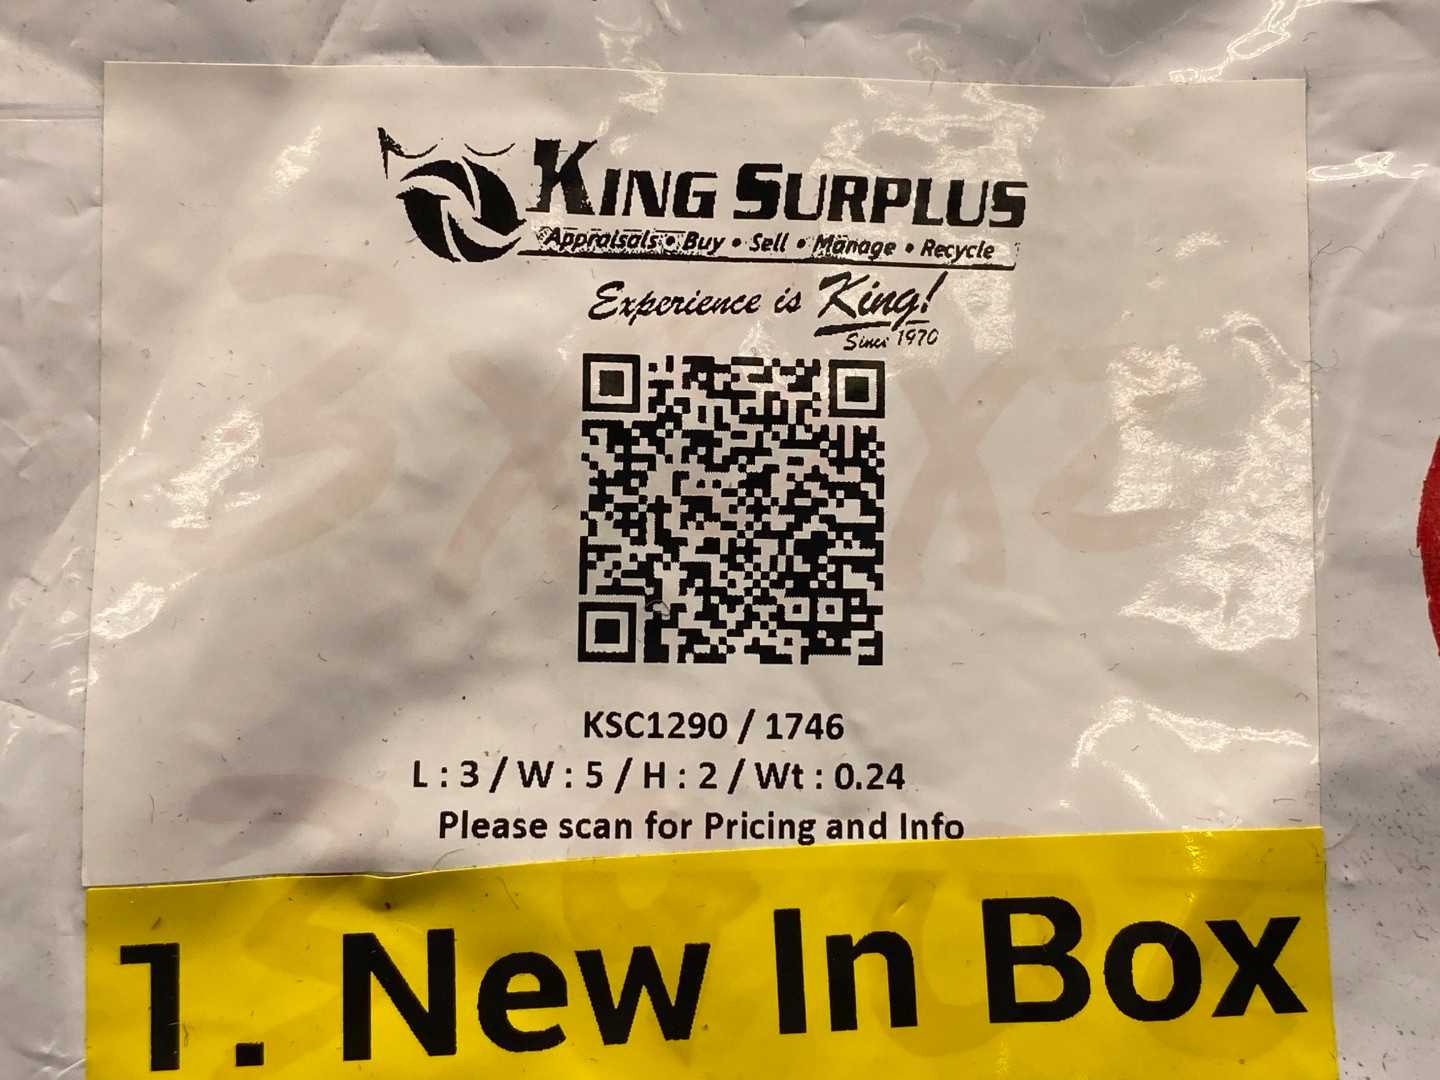 KING SURPLUS
Appraisals • Buy • Sell • Manage • Recycle
Experience is King!
Since 1970
KSC1290 / 1746
L : 3 / W : 5 / H : 2 / Wt : 0.24
Please scan for Pricing and Info
1. New In Box